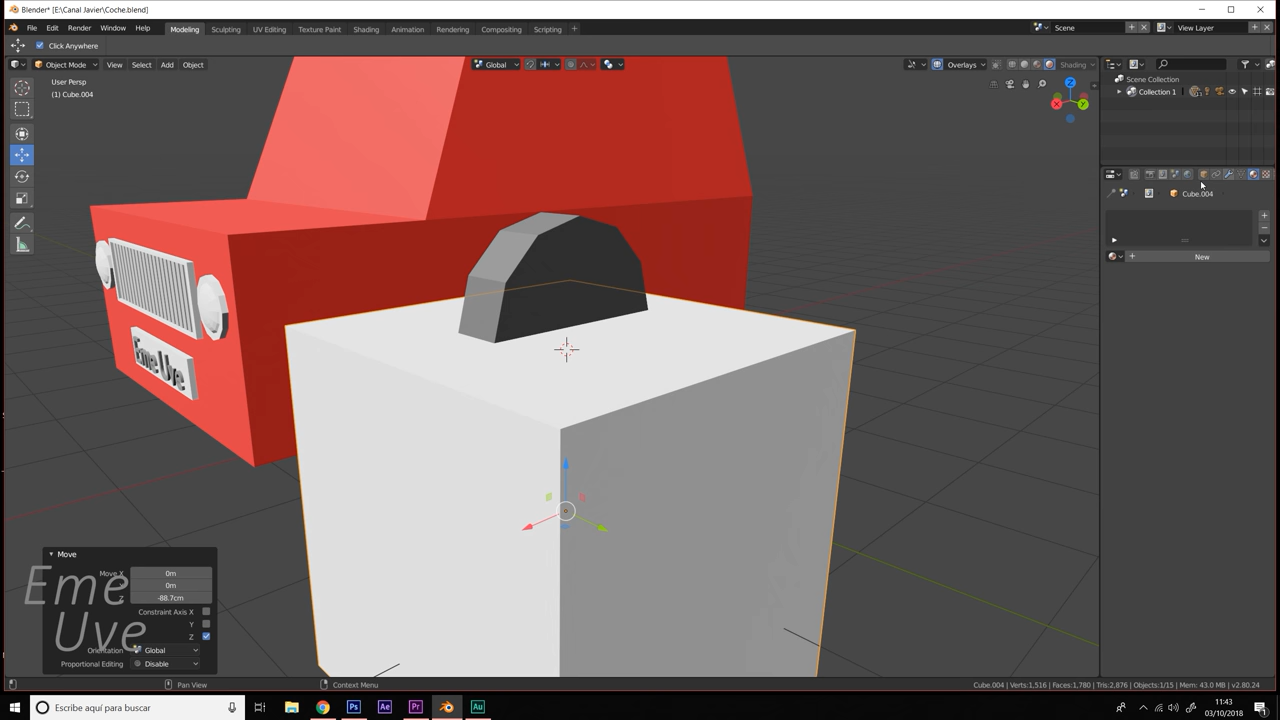 Blender* [E:\Canal Javier\Coche.blend]
File Edit Render Window Help Modeling Sculpting UV Editing Texture Paint Shading Animation Rendering Compositing Scripting + Scene View Layer
Click Anywhere
Object Mode View Select Add Object Global Overlays Shading
User Persp
(1) Cube.004
Z
X Y
Scene Collection
Collection 1
Cube.004
New
Eme Uve
Move
Move X 0m
0m
Z -88.7cm
Constraint Axis X
Y
Z
Orientation Global
Proportional Editing Disable
Eme
Uve
Pan View Context Menu Cube.004 | Verts:1,516 | Faces:1,780 | Tris:2,876 | Objects:1/15 | Mem: 43.0 MB | v2.80.24
Escribe aquí para buscar Ps Ae Pr Au 11:43
03/10/2018